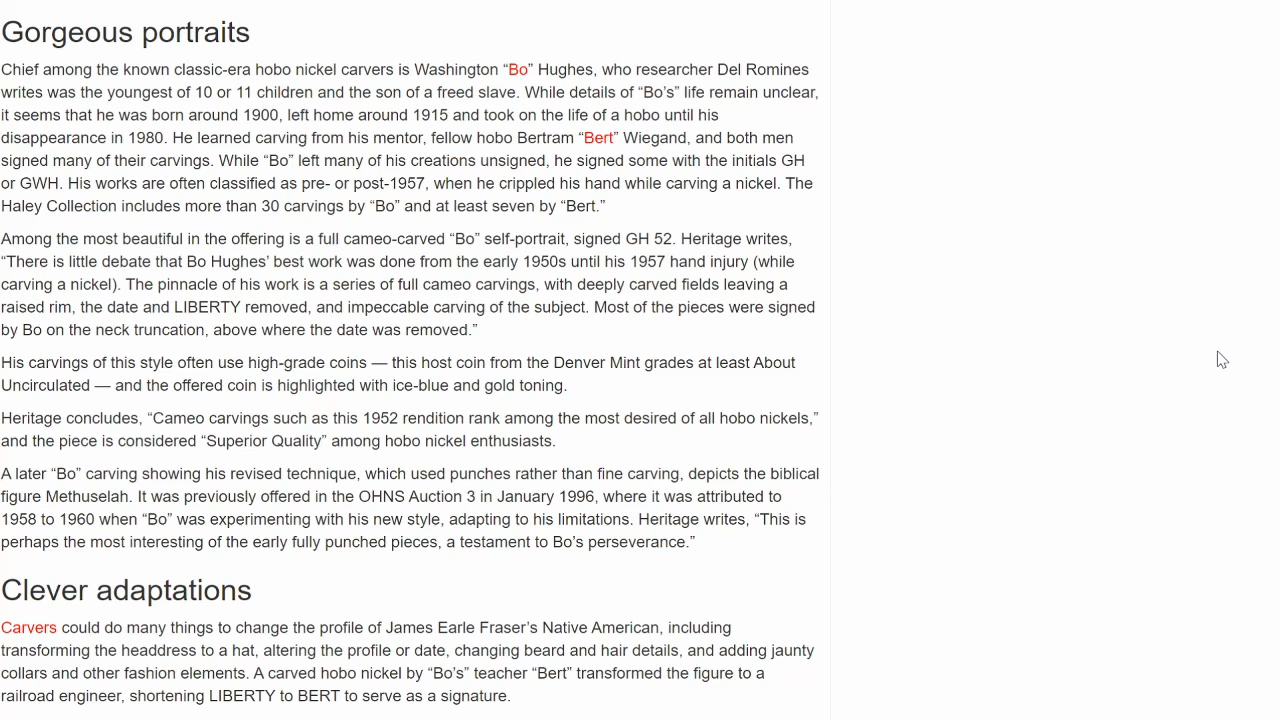 Gorgeous portraits
Chief among the known classic-era hobo nickel carvers is Washington “Bo” Hughes, who researcher Del Romines
writes was the youngest of 10 or 11 children and the son of a freed slave. While details of “Bo’s” life remain unclear,
it seems that he was born around 1900, left home around 1915 and took on the life of a hobo until his
disappearance in 1980. He learned carving from his mentor, fellow hobo Bertram “Bert” Wiegand, and both men
signed many of their carvings. While “Bo” left many of his creations unsigned, he signed some with the initials GH
or GWH. His works are often classified as pre- or post-1957, when he crippled his hand while carving a nickel. The
Haley Collection includes more than 30 carvings by “Bo” and at least seven by “Bert.”
Among the most beautiful in the offering is a full cameo-carved “Bo” self-portrait, signed GH 52. Heritage writes,
“There is little debate that Bo Hughes’ best work was done from the early 1950s until his 1957 hand injury (while
carving a nickel). The pinnacle of his work is a series of full cameo carvings, with deeply carved fields leaving a
raised rim, the date and LIBERTY removed, and impeccable carving of the subject. Most of the pieces were signed
by Bo on the neck truncation, above where the date was removed.”
His carvings of this style often use high-grade coins — this host coin from the Denver Mint grades at least About
Uncirculated — and the offered coin is highlighted with ice-blue and gold toning.
Heritage concludes, “Cameo carvings such as this 1952 rendition rank among the most desired of all hobo nickels,”
and the piece is considered “Superior Quality” among hobo nickel enthusiasts.
A later “Bo” carving showing his revised technique, which used punches rather than fine carving, depicts the biblical
figure Methuselah. It was previously offered in the OHNS Auction 3 in January 1996, where it was attributed to
1958 to 1960 when “Bo” was experimenting with his new style, adapting to his limitations. Heritage writes, “This is
perhaps the most interesting of the early fully punched pieces, a testament to Bo’s perseverance.”
Clever adaptations
Carvers could do many things to change the profile of James Earle Fraser’s Native American, including
transforming the headdress to a hat, altering the profile or date, changing beard and hair details, and adding jaunty
collars and other fashion elements. A carved hobo nickel by “Bo’s” teacher “Bert” transformed the figure to a
railroad engineer, shortening LIBERTY to BERT to serve as a signature.